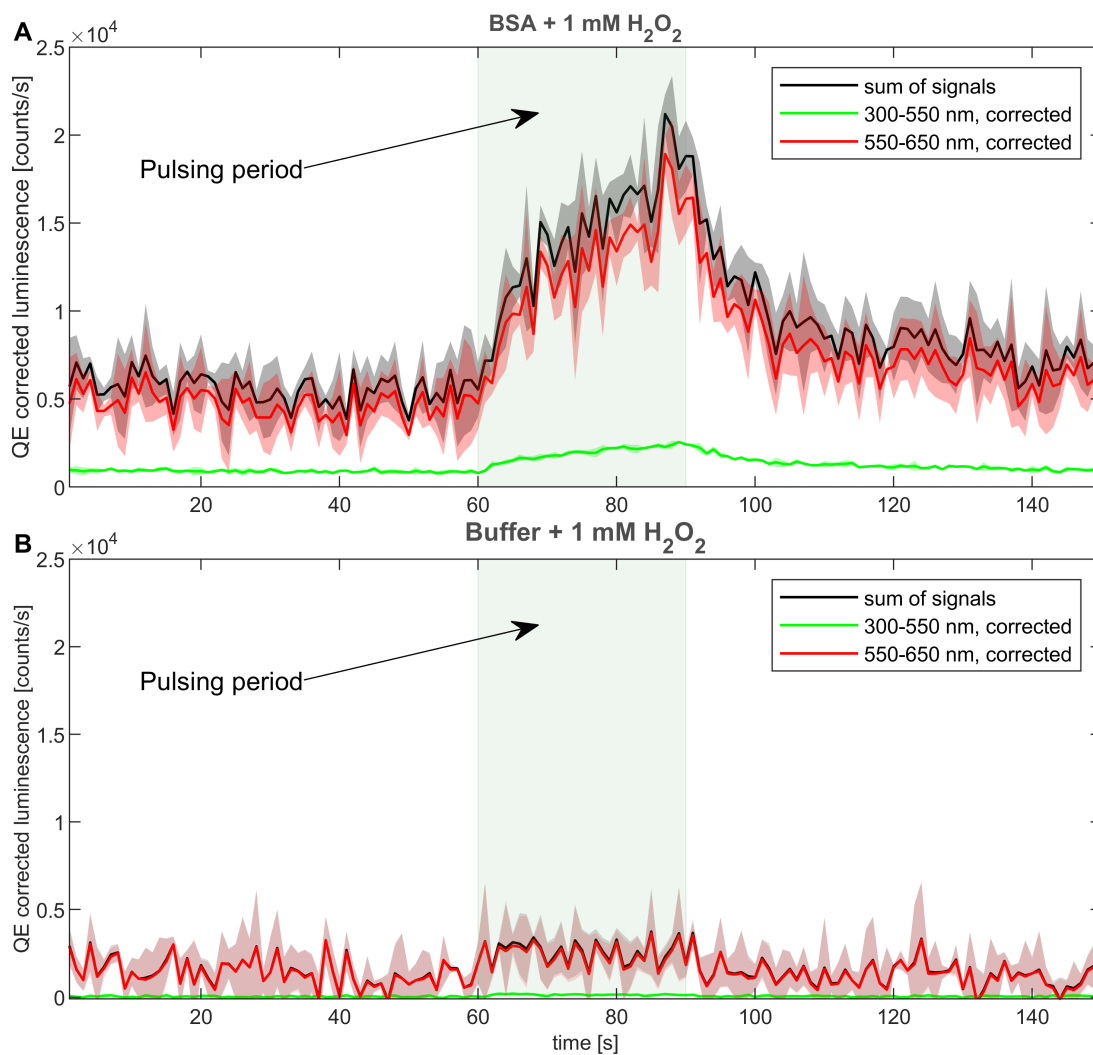 A
BSA + 1 mM H2O2
×10^4
2.5
2
1.5
1
0.5
0
QE corrected luminescence [counts/s]
Pulsing period
sum of signals
300-550 nm, corrected
550-650 nm, corrected
20 40 60 80 100 120 140
B
Buffer + 1 mM H2O2
×10^4
2.5
2
1.5
1
0.5
0
QE corrected luminescence [counts/s]
Pulsing period
sum of signals
300-550 nm, corrected
550-650 nm, corrected
20 40 60 80 100 120 140
time [s]